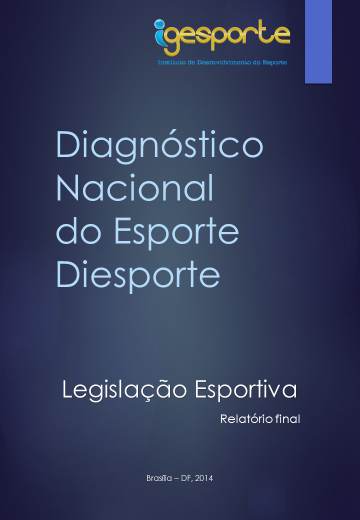 igesporte
Instituto de Desenvolvimento do Esporte
Diagnóstico
Nacional
do Esporte
Diesporte
Legislação Esportiva
Relatório final
Brasília – DF, 2014